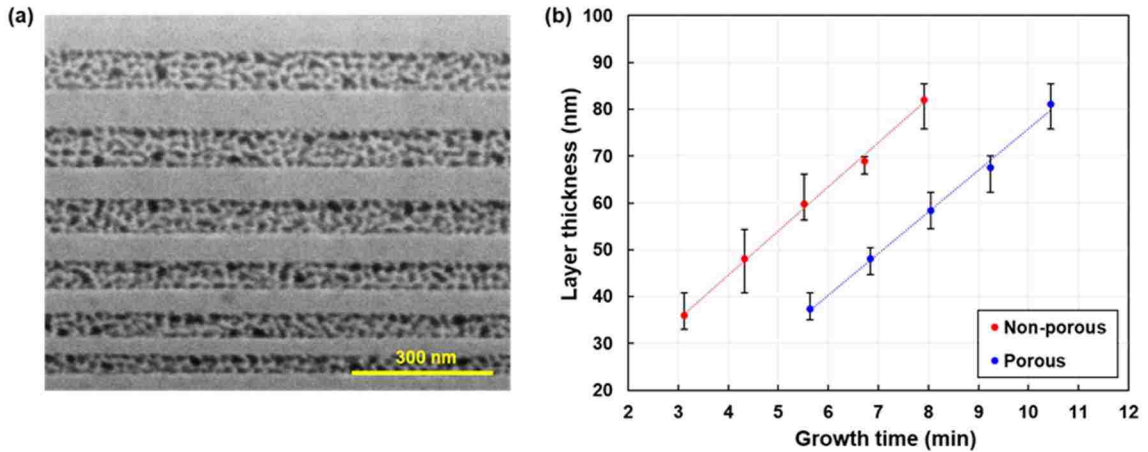 (a)
300 nm
(b)
Layer thickness (nm)
100
90
80
70
60
50
40
30
20
2 3 4 5 6 7 8 9 10 11 12
Growth time (min)
Non-porous
Porous